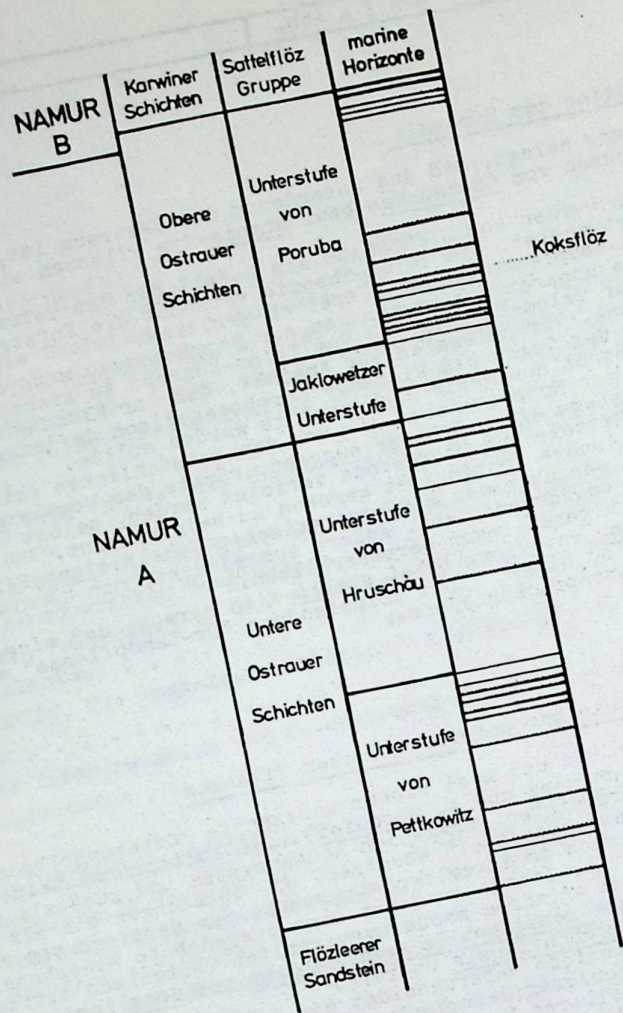 NAMUR
B
Karwiner
Schichten
Sattelflöz
Gruppe
marine
Horizonte
Obere
Ostrauer
Schichten
Unterstufe
von
Poruba
Koksflöz
Jaklowetzer
Unterstufe
NAMUR
A
Untere
Ostrauer
Schichten
Unterstufe
von
Hruschàu
Unterstufe
von
Pettkowitz
Flözleerer
Sandstein